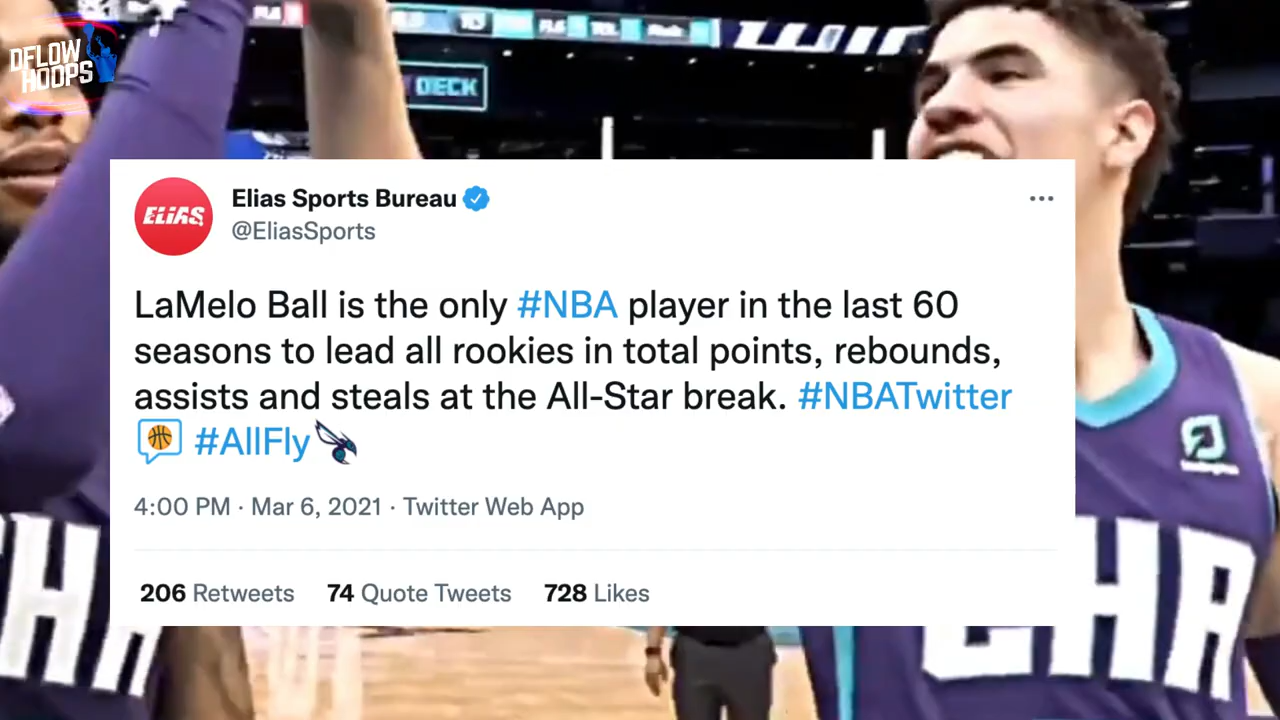 DFLOW
HOOPS
DECK
ELIAS
Elias Sports Bureau
@EliasSports
LaMelo Ball is the only #NBA player in the last 60
seasons to lead all rookies in total points, rebounds,
assists and steals at the All-Star break. #NBATwitter
#AllFly
4:00 PM · Mar 6, 2021 · Twitter Web App
206 Retweets 74 Quote Tweets 728 Likes
CHA